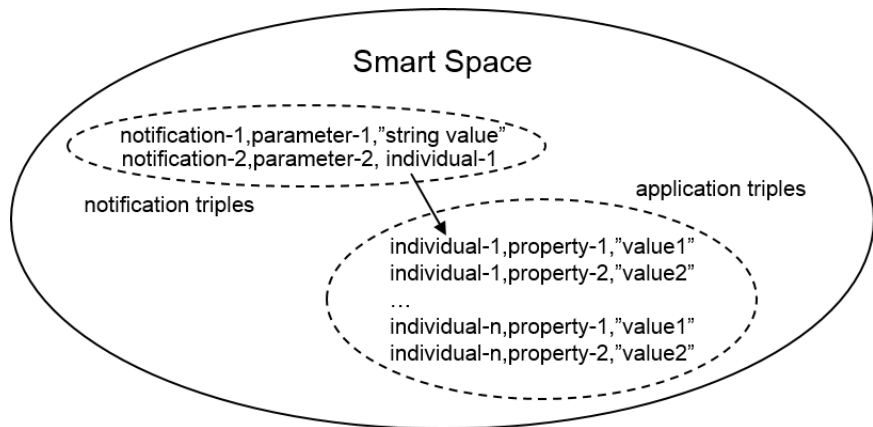 Smart Space
notification-1,parameter-1,”string value”
notification-2,parameter-2, individual-1
notification triples
application triples
individual-1,property-1,”value1”
individual-1,property-2,”value2”
…
individual-n,property-1,”value1”
individual-n,property-2,”value2”